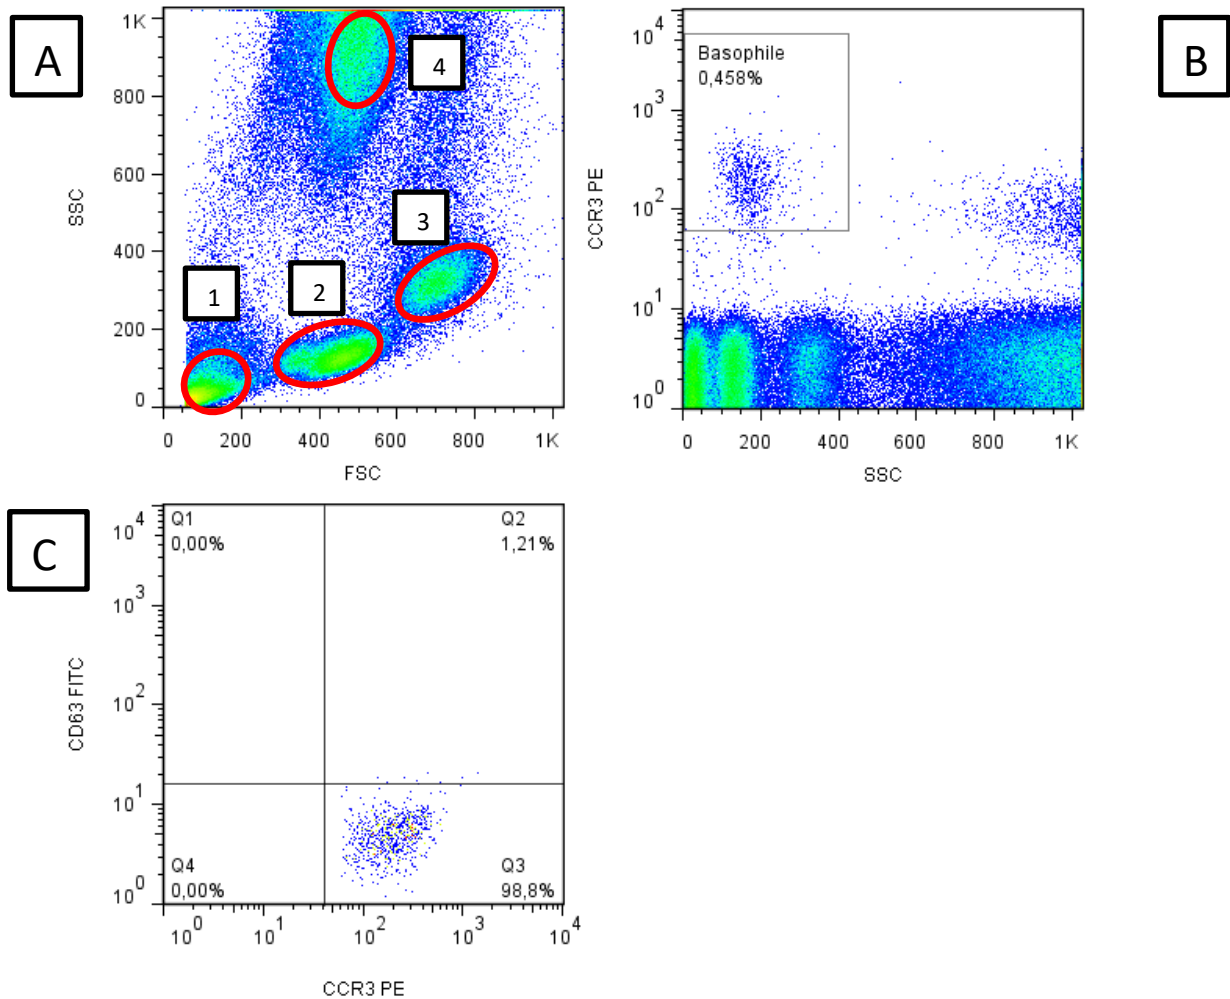 A
1K
800
600
400
200
0
SSC
0 200 400 600 800 1K
FSC
1
2
3
4
B
Basophile
0,458%
10^4
10^3
10^2
10^1
10^0
CCR3 PE
0 200 400 600 800 1K
SSC
C
Q1
0,00%
Q2
1,21%
Q4
0,00%
Q3
98,8%
10^4
10^3
10^2
10^1
10^0
CD63 FITC
10^0 10^1 10^2 10^3 10^4
CCR3 PE